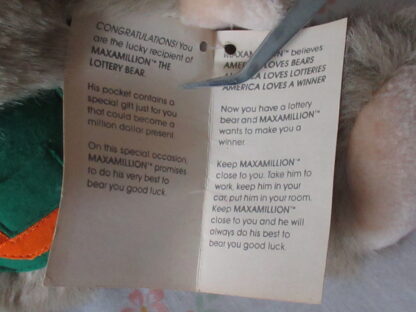 CONGRATULATIONS! You
are the lucky recipient of
MAXAMILLION™ THE
LOTTERY BEAR.
His pocket contains a
special gift just for you
that could become a
million dollar present.
On this special occasion,
MAXAMILLION™ promises
to do his very best to
bear you good luck.
MAXAMILLION™ believes
AMERICA LOVES BEARS
AMERICA LOVES LOTTERIES
AMERICA LOVES A WINNER
Now you have a lottery
bear and MAXAMILLION™
wants to make you a
winner.
Keep MAXAMILLION™
close to you. Take him to
work, keep him in your
car, put him in your room.
Keep MAXAMILLION™
close to you and he will
always do his best to
bear you good luck.